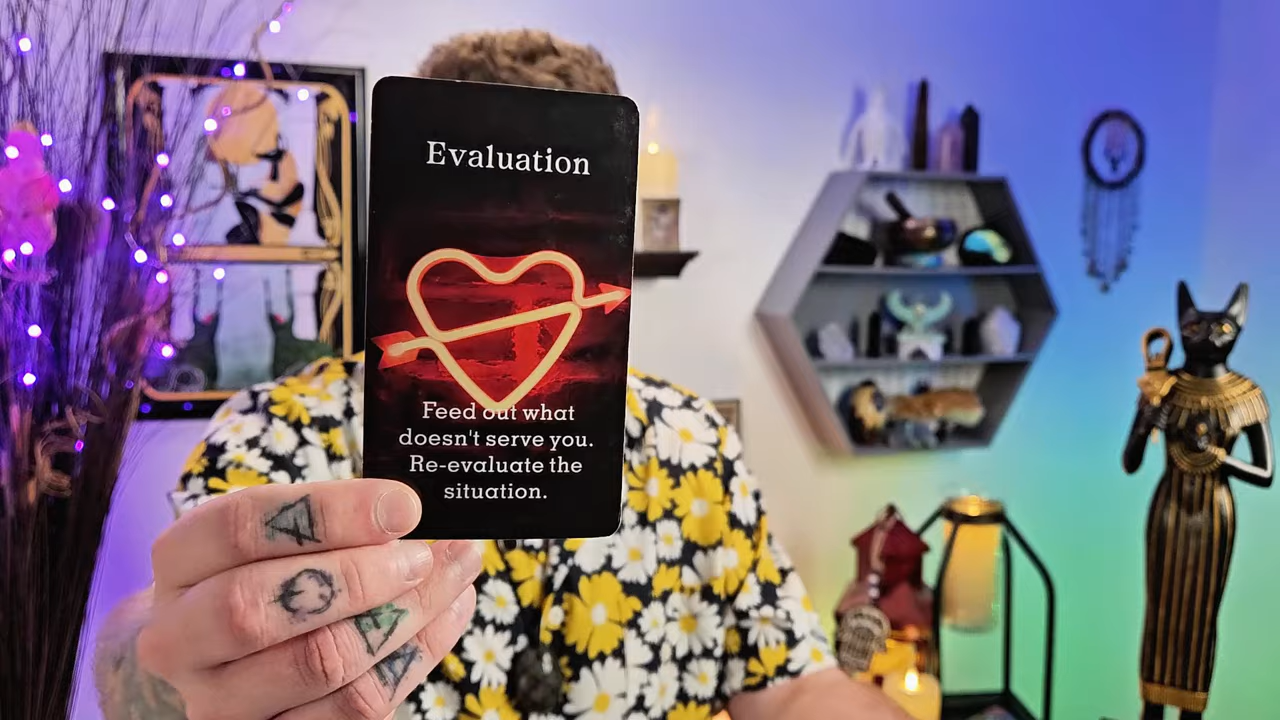 Evaluation
Feed out what
doesn't serve you.
Re-evaluate the
situation.